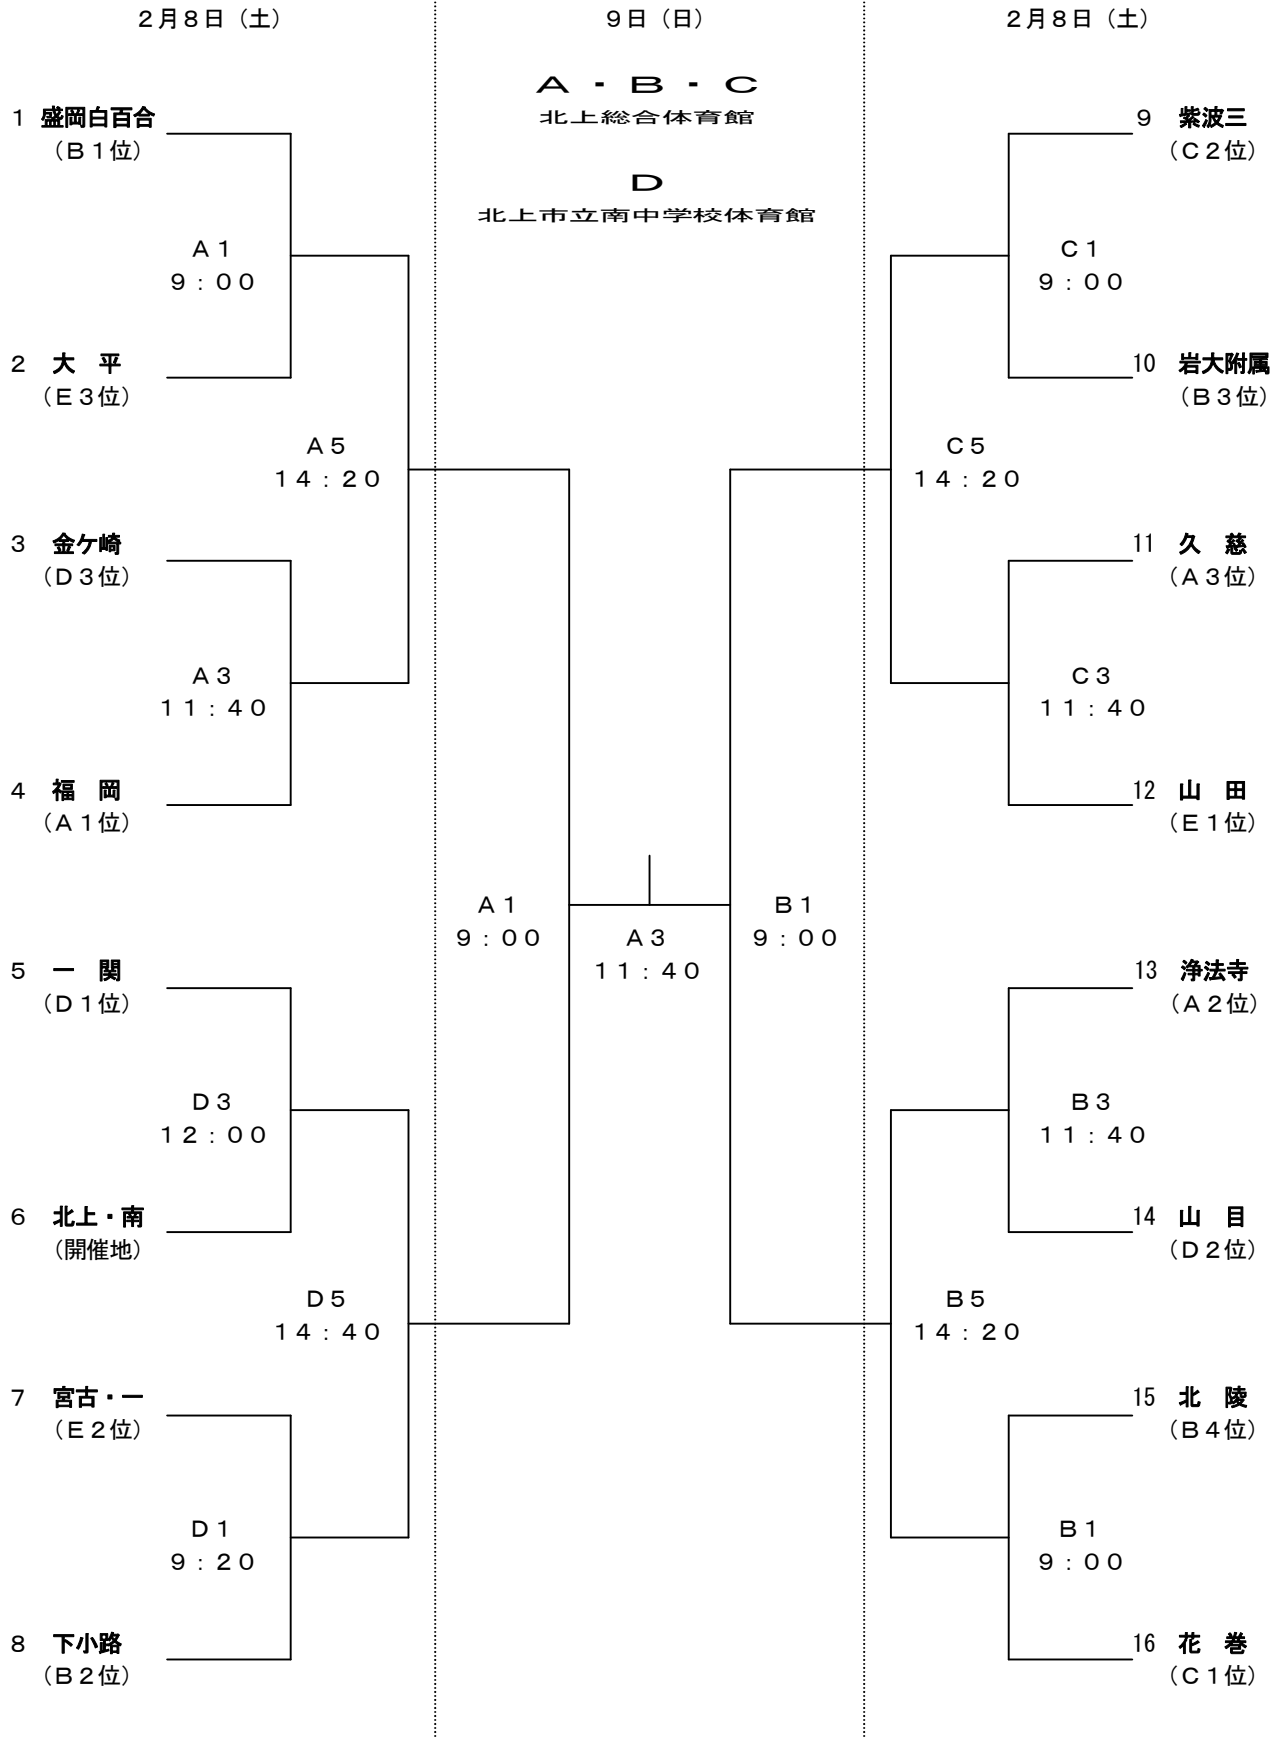 ２月８日（土）
９日（日）
２月８日（土）
Ａ・Ｂ・Ｃ
北上総合体育館
Ｄ
北上市立南中学校体育館
1 盛岡白百合
（Ｂ１位）
Ａ１
９：００
2 大　平
（Ｅ３位）
Ａ５
１４：２０
3 金ケ崎
（Ｄ３位）
Ａ３
１１：４０
4 福　岡
（Ａ１位）
5 一　関
（Ｄ１位）
Ｄ３
１２：００
6 北上・南
（開催地）
Ｄ５
１４：４０
7 宮古・一
（Ｅ２位）
Ｄ１
９：２０
8 下小路
（Ｂ２位）
Ａ１
９：００
Ａ３
１１：４０
Ｂ１
９：００
9 紫波三
（Ｃ２位）
Ｃ１
９：００
10 岩大附属
（Ｂ３位）
Ｃ５
１４：２０
11 久　慈
（Ａ３位）
Ｃ３
１１：４０
12 山　田
（Ｅ１位）
13 浄法寺
（Ａ２位）
Ｂ３
１１：４０
14 山　目
（Ｄ２位）
Ｂ５
１４：２０
15 北　陵
（Ｂ４位）
Ｂ１
９：００
16 花　巻
（Ｃ１位）